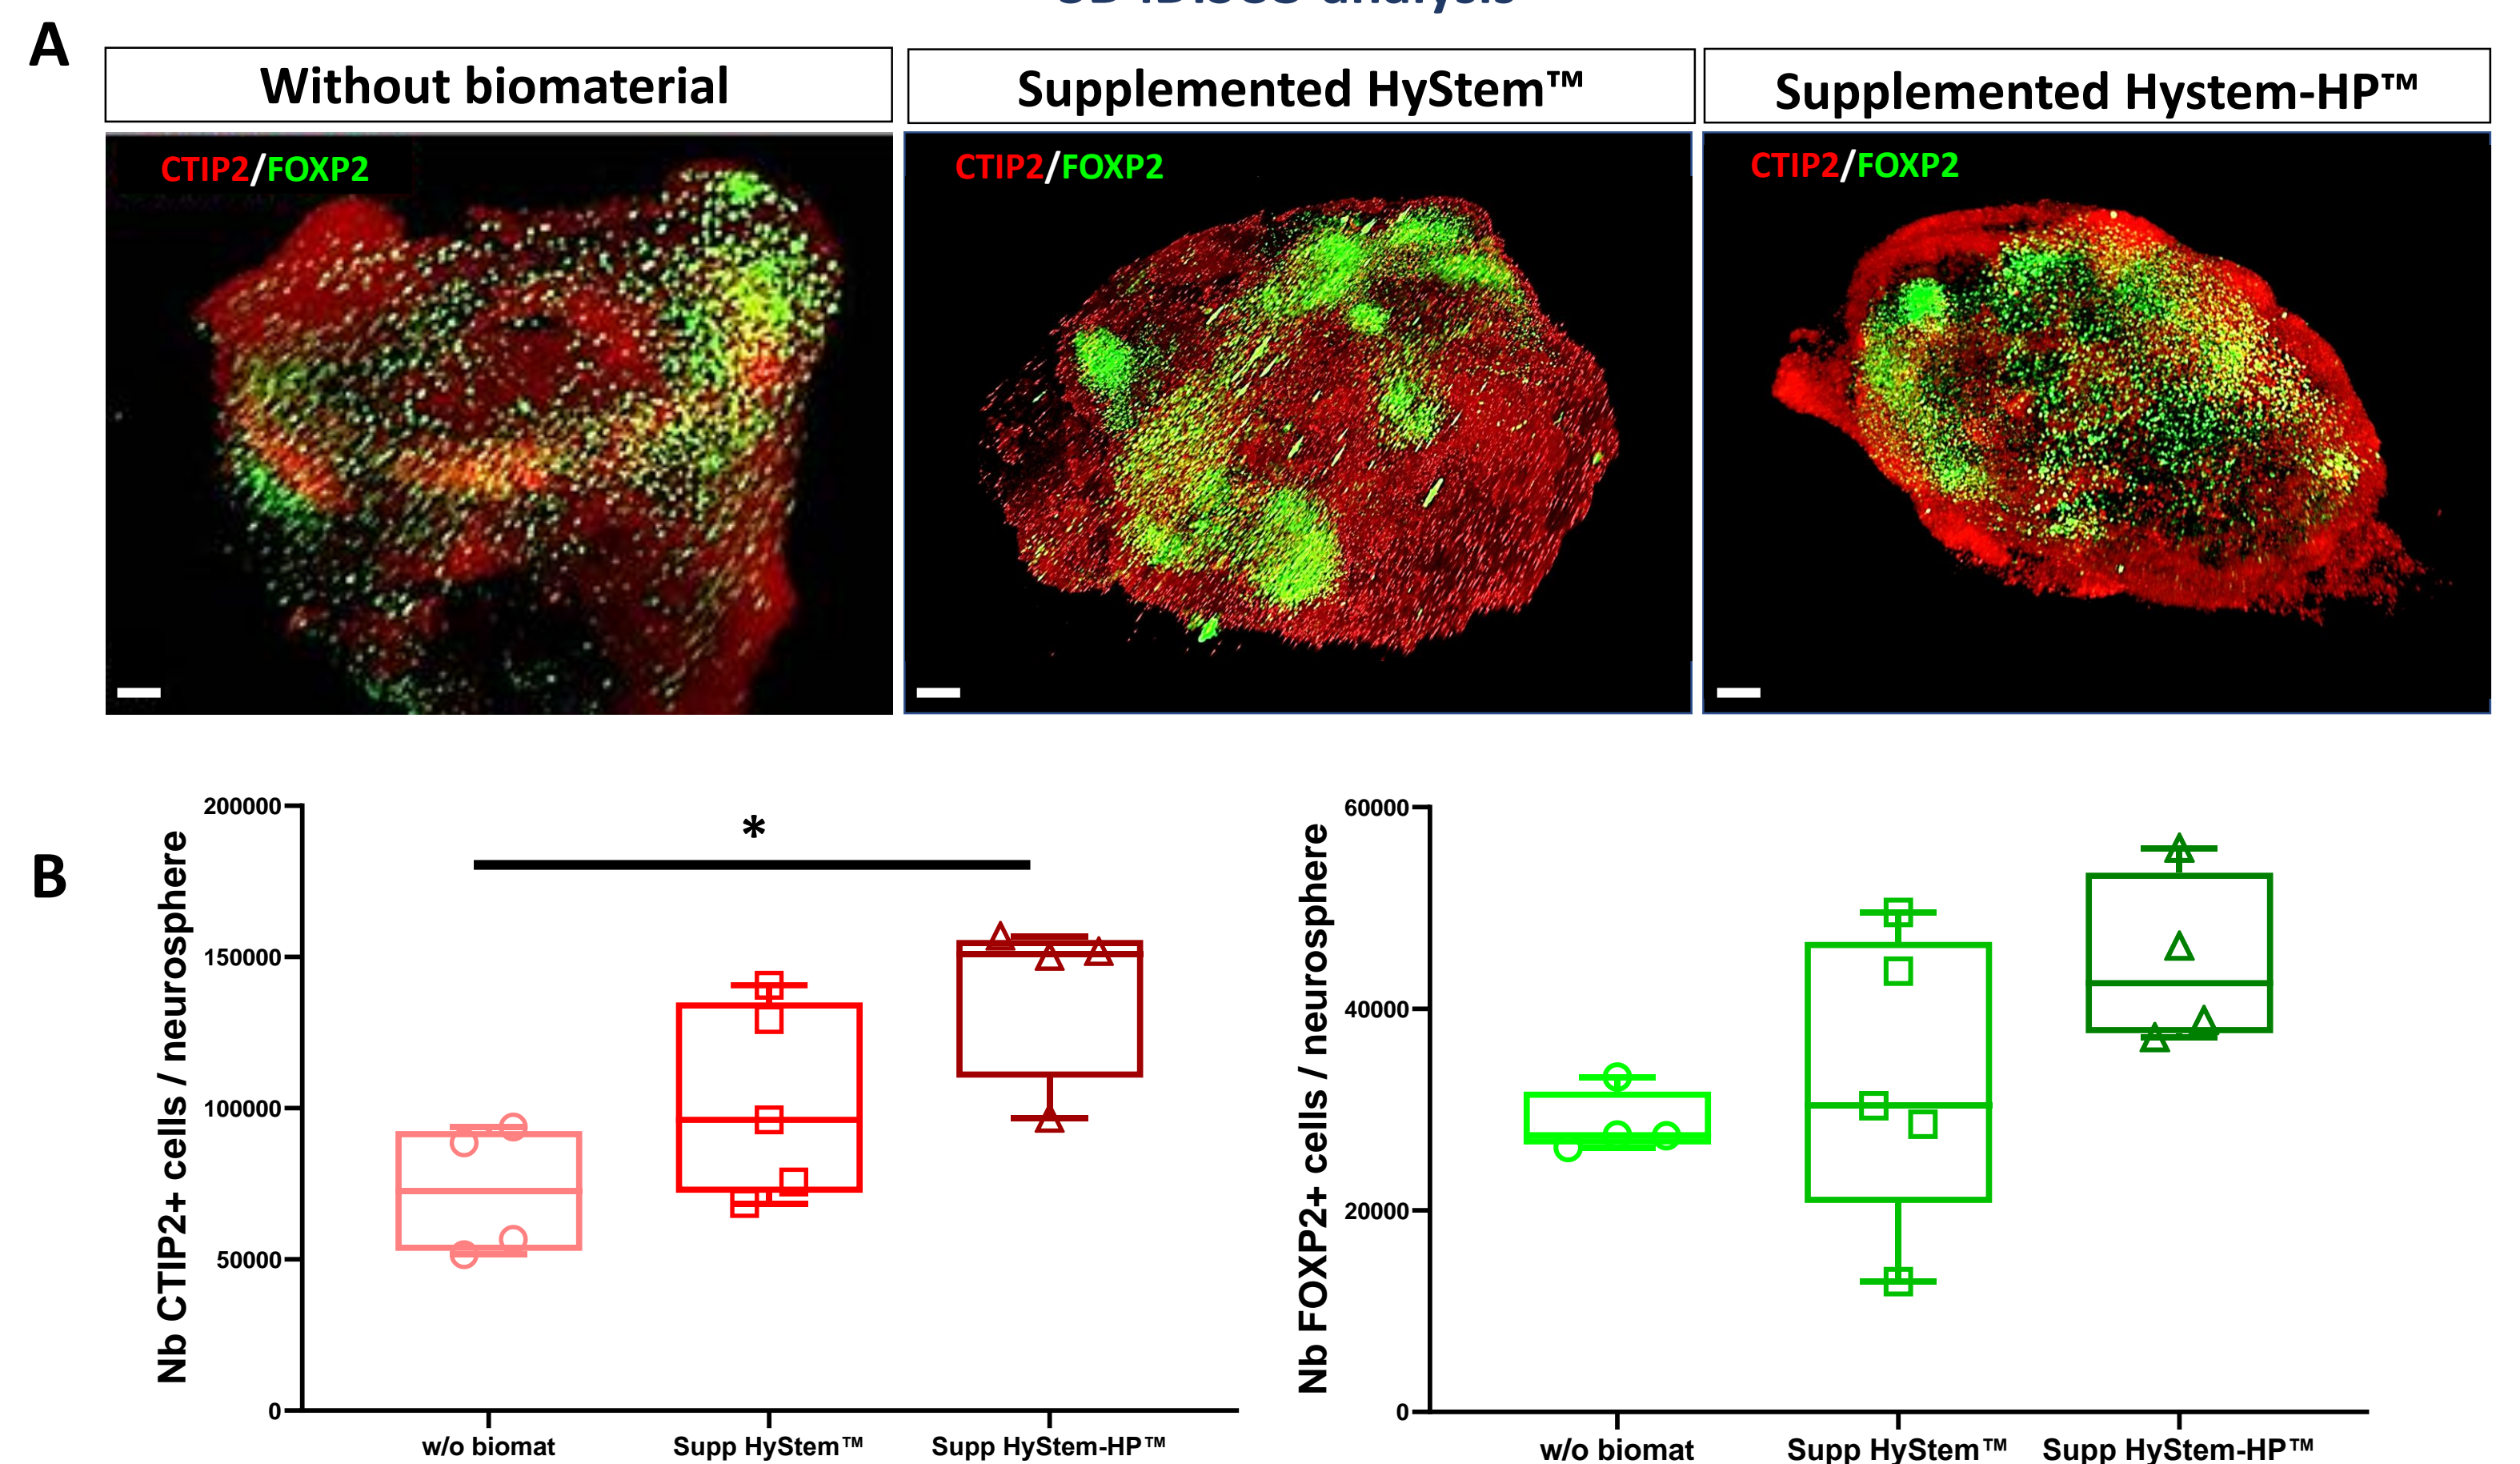 analysis
A
Without biomaterial
Supplemented HyStem™
Supplemented Hystem-HP™
CTIP2/FOXP2
CTIP2/FOXP2
CTIP2/FOXP2
B
Nb CTIP2+ cells / neurosphere
200000
150000
100000
50000
0
*
w/o biomat
Supp HyStem™
Supp HyStem-HP™
Nb FOXP2+ cells / neurosphere
60000
40000
20000
0
w/o biomat
Supp HyStem™
Supp HyStem-HP™